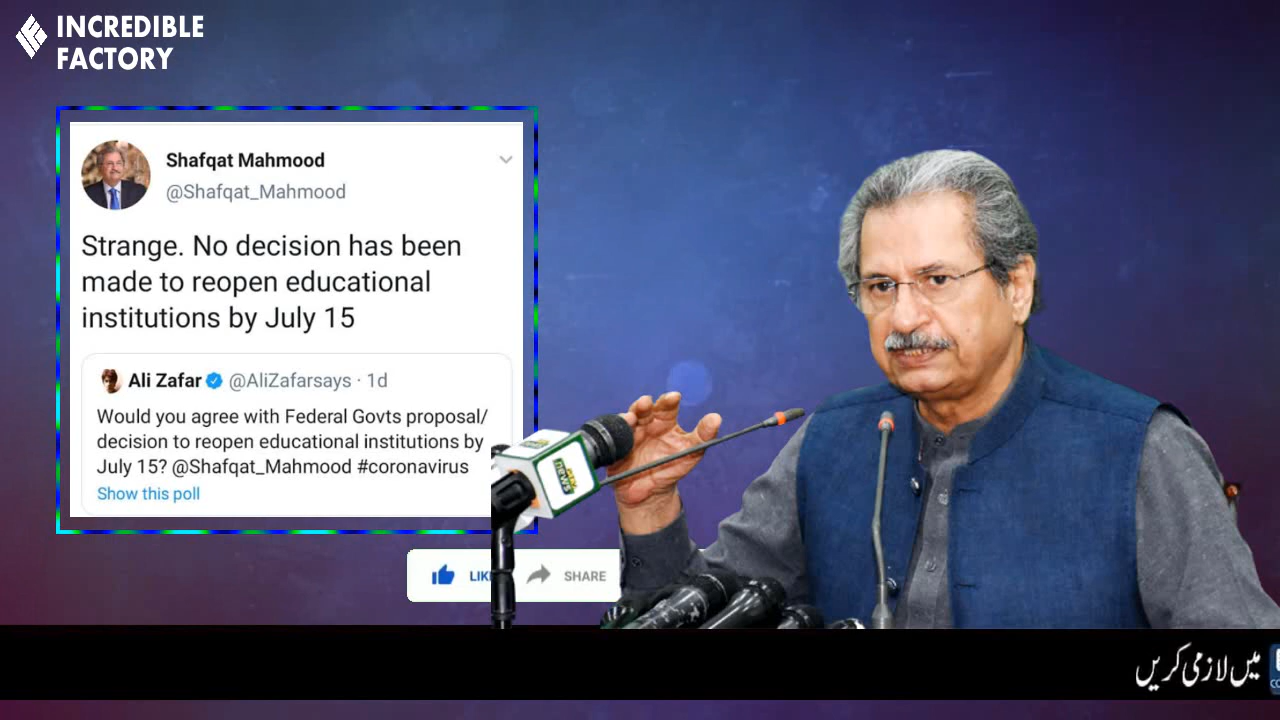 INCREDIBLE
FACTORY
Shafqat Mahmood
@Shafqat_Mahmood
Strange. No decision has been
made to reopen educational
institutions by July 15
Ali Zafar @AliZafarsays · 1d
Would you agree with Federal Govts proposal/
decision to reopen educational institutions by
July 15? @Shafqat_Mahmood #coronavirus
Show this poll
news
LIK
SHARE
میں لازمی کریں